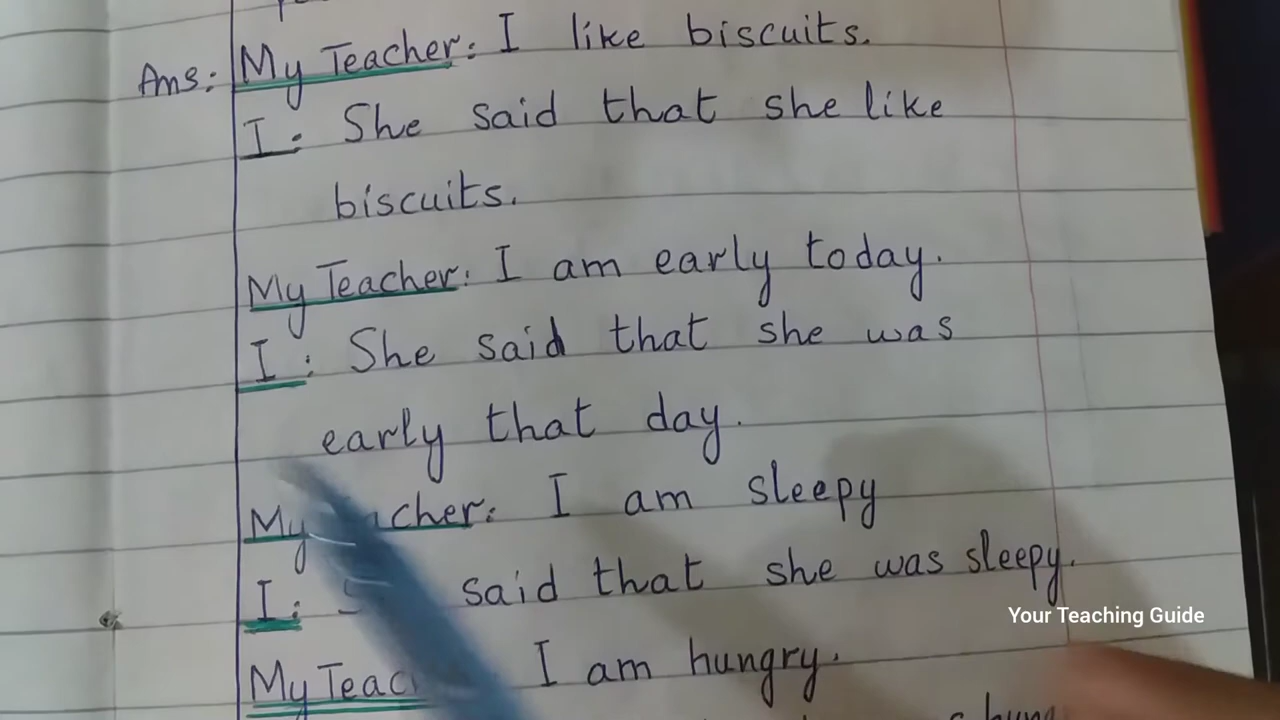 Ans: My Teacher: I like biscuits.
I: She said that she like
biscuits.
My Teacher: I am early today.
I: She said that she was
early that day.
My cher: I am sleepy
I: said that she was sleepy.
Your Teaching Guide
My Teac I am hungry.